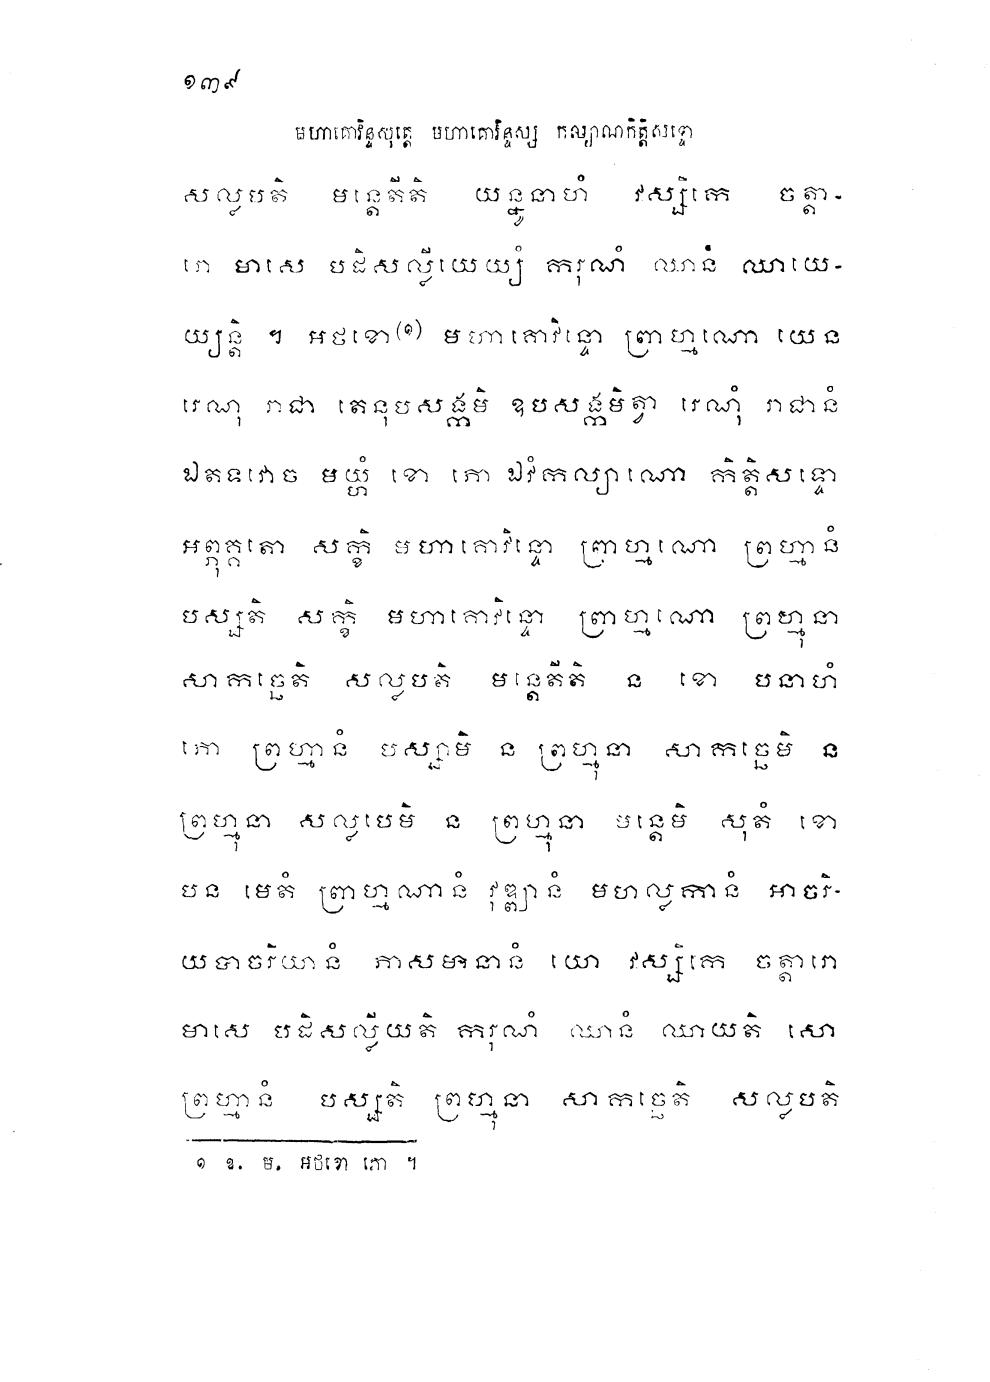 ១៣៩
មហាគោវិន្ទសុត្តេ មហាគោវិន្ទស្ស កល្យាណកិត្តិសទ្ទោ
សល្លបតិ មន្តេតីតិ យន្នូនាហំ វស្សិកេ ចត្តា-
រោ មាសេ បដិសល្លីយេយ្យំ ករុណំ ឈានំ ឈាយេ-
យ្យន្តិ ។ អថខោ(១) មហាគោវិន្ទោ ព្រាហ្មណោ យេន
រេណុ រាជា តេនុបសង្កមិ ឧបសង្កមិត្វា រេណុំ រាជានំ
ឯតទវោច មយ្ហំ ខោ ភោ ឯវំកល្យាណោ កិត្តិសទ្ទោ
អព្ភុគ្គតោ សក្ខិ មហាគោវិន្ទោ ព្រាហ្មណោ ព្រហ្មានំ
បស្សតិ សក្ខិ មហាគោវិន្ទោ ព្រាហ្មណោ ព្រហ្មុនា
សាកច្ឆេតិ សល្លបតិ មន្តេតីតិ ន ខោ បនាហំ
ភោ ព្រហ្មានំ បស្សាមិ ន ព្រហ្មុនា សាកច្ឆេមិ ន
ព្រហ្មុនា សល្លបេមិ ន ព្រហ្មុនា មន្តេមិ សុតំ ខោ
បន មេតំ ព្រាហ្មណានំ វុឌ្ឍានំ មហល្លកានំ អាចរិ-
យបាចរិយានំ ភាសមានានំ យោ វស្សិកេ ចត្តារោ
មាសេ បដិសល្លីយតិ ករុណំ ឈានំ ឈាយតិ សោ
ព្រហ្មានំ បស្សតិ ព្រហ្មុនា សាកច្ឆេតិ សល្លបតិ
១ ឱ. ម. អថខោ ភោ ។